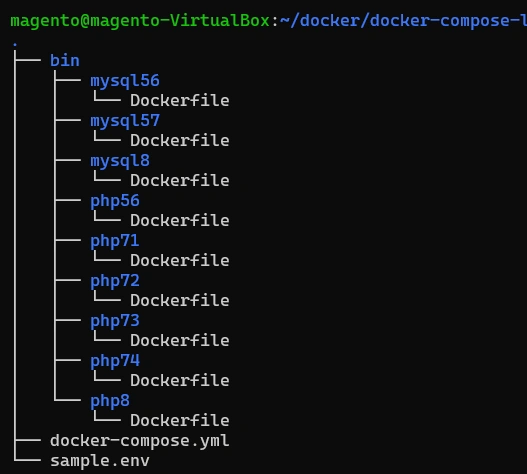 magento@magento-VirtualBox:~/docker/docker-compose-l
.
├── bin
│   ├── mysql56
│   │   └── Dockerfile
│   ├── mysql57
│   │   └── Dockerfile
│   ├── mysql8
│   │   └── Dockerfile
│   ├── php56
│   │   └── Dockerfile
│   ├── php71
│   │   └── Dockerfile
│   ├── php72
│   │   └── Dockerfile
│   ├── php73
│   │   └── Dockerfile
│   ├── php74
│   │   └── Dockerfile
│   └── php8
│       └── Dockerfile
├── docker-compose.yml
└── sample.env